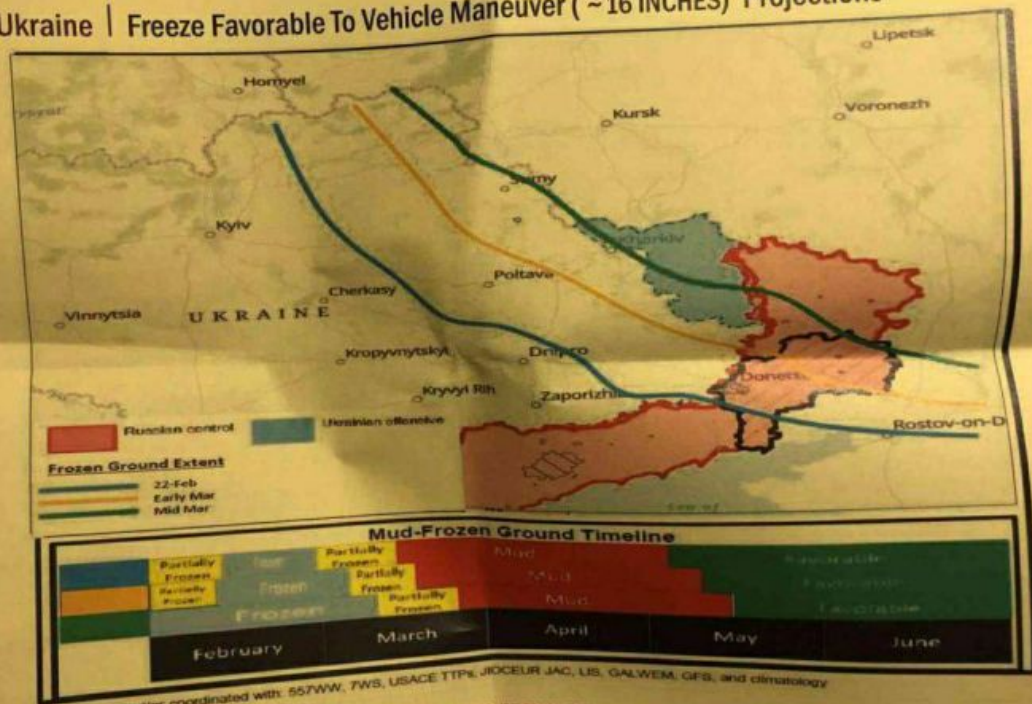 Ukraine | Freeze Favorable To Vehicle Maneuver ( ~16 INCHES)
Lipetsk
Homyel
Voronezh
Kursk
Kyiv
Kharkiv
Poltava
Cherkasy
Vinnytsia
UKRAINE
Kropyvnytskyi
Dnipro
Kryvyi Rih
Zaporizhi
Donets
Rostov-on-D
Russian control
Ukrainian offensive
Frozen Ground Extent
22-Feb
Early Mar
Mid Mar
Sea of
Mud-Frozen Ground Timeline
Partially Frozen
Partially Frozen
Mud
Favorable
Partially Frozen
Frozen
Partially Frozen
Mud
Favorable
Frozen
Partially Frozen
Mud
Favorable
February
March
April
May
June
coordinated with: 557WW, 7WS, USACE TTPs, JIOCEUR JAC, LIS, GALWEM, GFS, and climatology